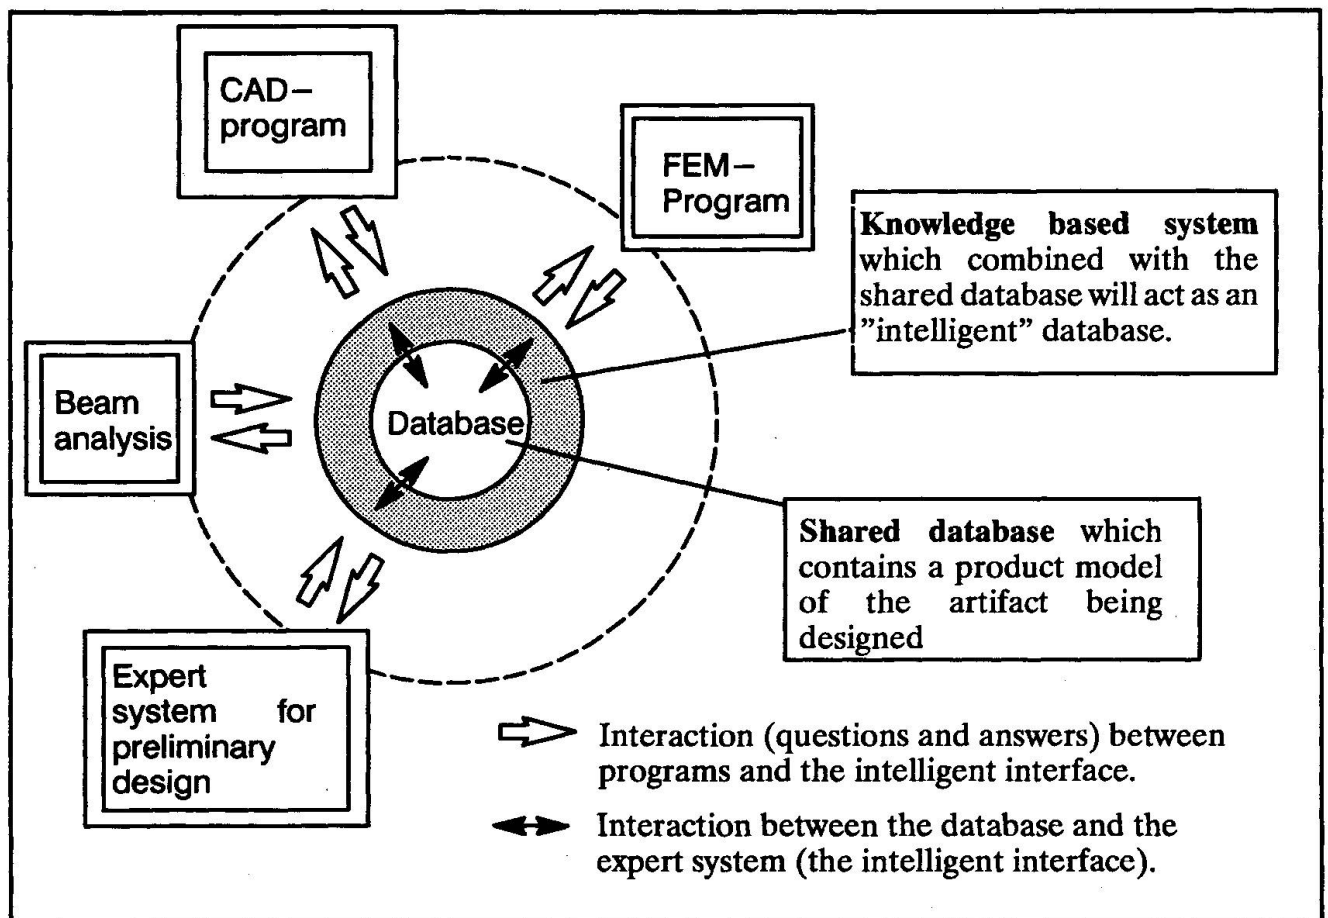 CAD–
program
FEM–
Program
Knowledge based system
which combined with the
shared database will act as an
”intelligent” database.
Beam
analysis
Database
Shared database which
contains a product model
of the artifact being
designed
Expert
system for
preliminary
design
Interaction (questions and answers) between
programs and the intelligent interface.
Interaction between the database and the
expert system (the intelligent interface).